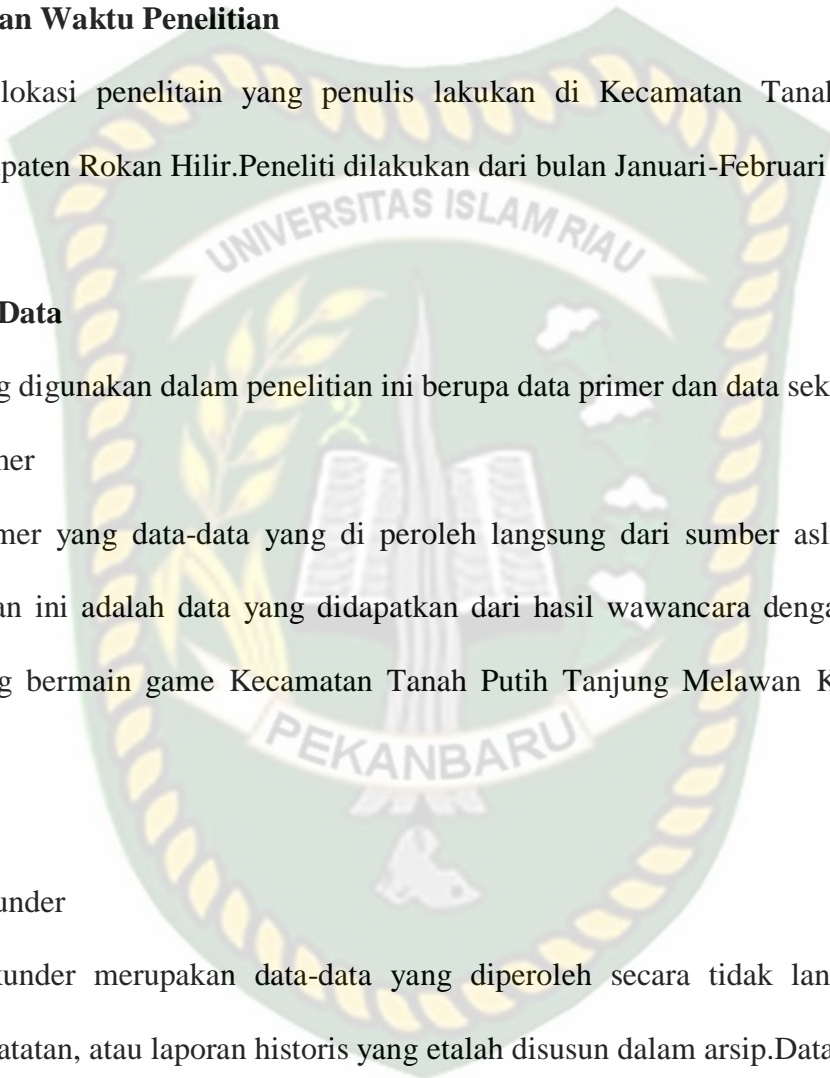 an Waktu Penelitian
lokasi penelitain yang penulis lakukan di Kecamatan Tanah
paten Rokan Hilir.Peneliti dilakukan dari bulan Januari-Februari
UNIVERSITAS ISLAM RIAU
Data
g digunakan dalam penelitian ini berupa data primer dan data sek
mer
mer yang data-data yang di peroleh langsung dari sumber asl
an ini adalah data yang didapatkan dari hasil wawancara denga
g bermain game Kecamatan Tanah Putih Tanjung Melawan K
PEKANBARU
under
kunder merupakan data-data yang diperoleh secara tidak lan
atatan, atau laporan historis yang etalah disusun dalam arsip.Data